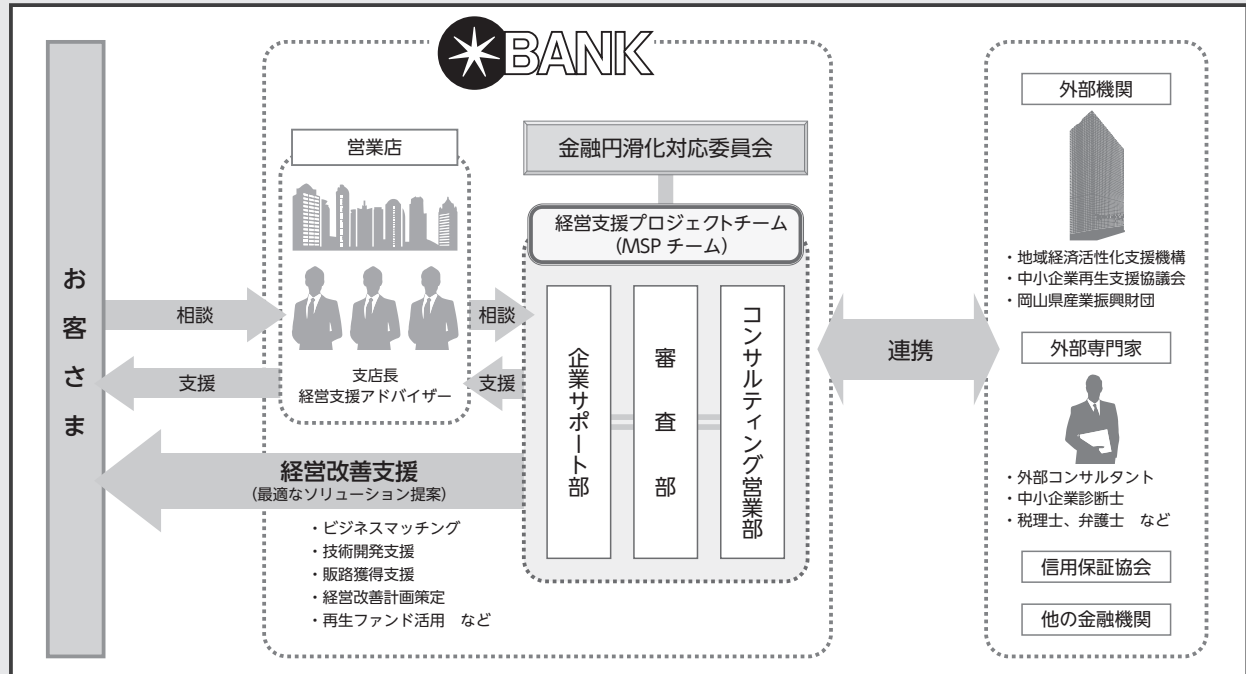 BANK
お客さま
相談
支援
営業店
支店長
経営支援アドバイザー
相談
支援
金融円滑化対応委員会
経営支援プロジェクトチーム
(MSP チーム)
企業サポート部
審査部
コンサルティング営業部
経営改善支援
(最適なソリューション提案)
・ビジネスマッチング
・技術開発支援
・販路獲得支援
・経営改善計画策定
・再生ファンド活用　など
連携
外部機関
・地域経済活性化支援機構
・中小企業再生支援協議会
・岡山県産業振興財団
外部専門家
・外部コンサルタント
・中小企業診断士
・税理士、弁護士　など
信用保証協会
他の金融機関